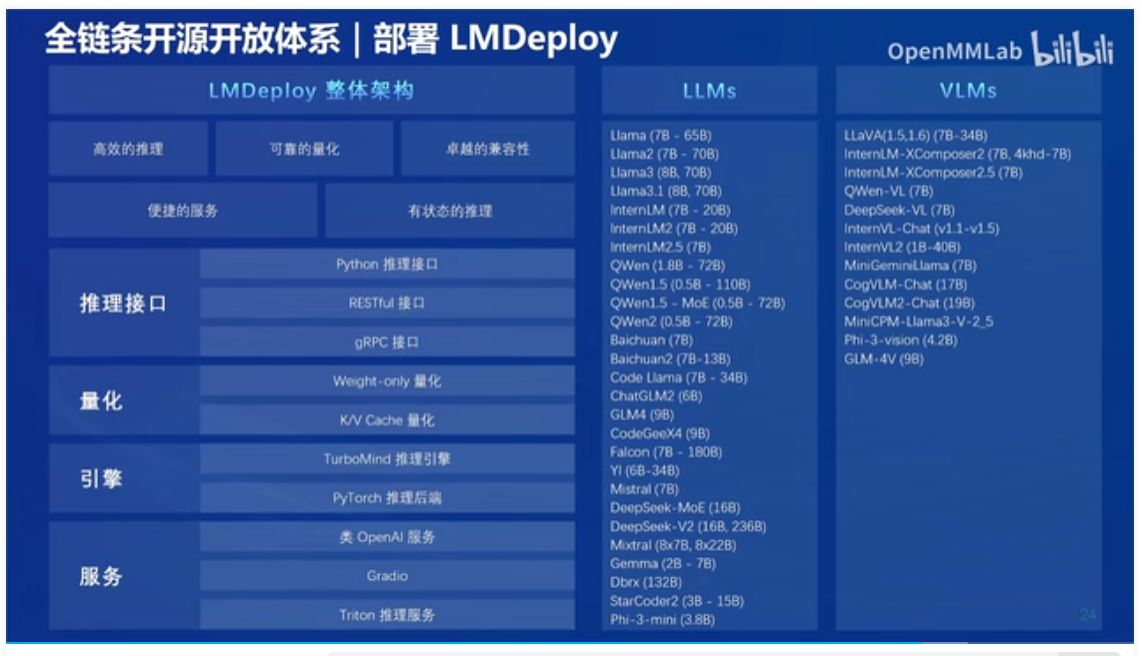 全链条开源开放体系 | 部署 LMDeploy
OpenMMLab bilibili
LMDeploy 整体架构
高效的推理
可靠的量化
卓越的兼容性
便捷的服务
有状态的推理
推理接口
Python 推理接口
RESTful 接口
gRPC 接口
量化
Weight-only 量化
K/V Cache 量化
引擎
TurboMind 推理引擎
PyTorch 推理后端
服务
类 OpenAI 服务
Gradio
Triton 推理服务
LLMs
Llama (7B - 65B)
Llama2 (7B - 70B)
Llama3 (8B, 70B)
Llama3.1 (8B, 70B)
InternLM (7B - 20B)
InternLM2 (7B - 20B)
InternLM2.5 (7B)
QWen (1.8B - 72B)
QWen1.5 (0.5B - 110B)
QWen1.5 - MoE (0.5B - 72B)
QWen2 (0.5B - 72B)
Baichuan (7B)
Baichuan2 (7B-13B)
Code Llama (7B - 34B)
ChatGLM2 (6B)
GLM4 (9B)
CodeGeeX4 (9B)
Falcon (7B - 180B)
YI (6B-34B)
Mistral (7B)
DeepSeek-MoE (16B)
DeepSeek-V2 (16B, 236B)
Mixtral (8x7B, 8x22B)
Gemma (2B - 7B)
Dbrx (132B)
StarCoder2 (3B - 15B)
Phi-3-mini (3.8B)
VLMs
LLaVA(1.5,1.6) (7B-34B)
InternLM-XComposer2 (7B, 4khd-7B)
InternLM-XComposer2.5 (7B)
QWen-VL (7B)
DeepSeek-VL (7B)
InternVL-Chat (v1.1-v1.5)
InternVL2 (1B-40B)
MiniGeminiLlama (7B)
CogVLM-Chat (17B)
CogVLM2-Chat (19B)
MiniCPM-Llama3-V-2_5
Phi-3-vision (4.2B)
GLM-4V (9B)
24